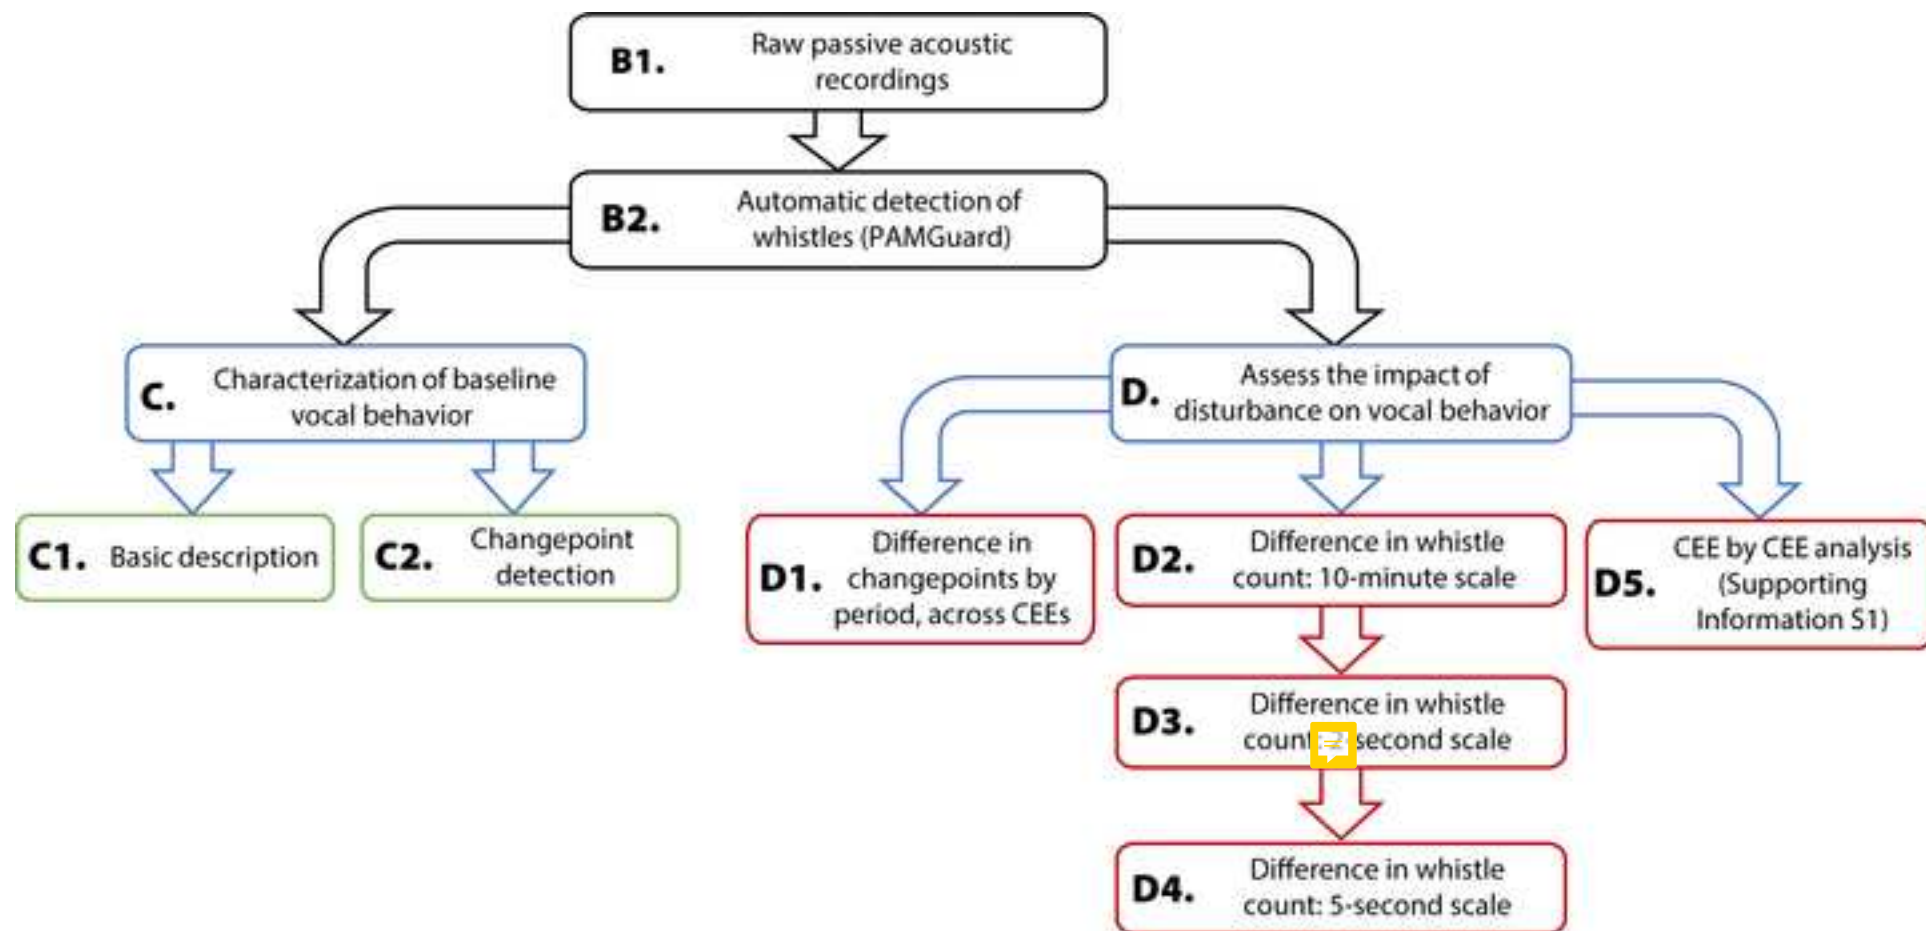 B1. Raw passive acoustic
recordings
B2. Automatic detection of
whistles (PAMGuard)
C. Characterization of baseline
vocal behavior
D. Assess the impact of
disturbance on vocal behavior
C1. Basic description
C2. Changepoint
detection
D1. Difference in
changepoints by
period, across CEEs
D2. Difference in whistle
count: 10-minute scale
D5. CEE by CEE analysis
(Supporting
Information S1)
D3. Difference in whistle
second scale
D4. Difference in whistle
count: 5-second scale